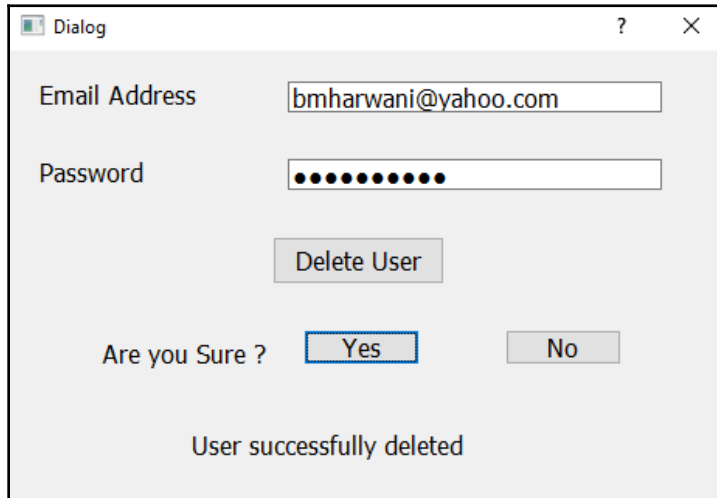 Dialog ?
Email Address bmharwani@yahoo.com
Password ●●●●●●●●●●
Delete User
Are you Sure ? Yes No
User successfully deleted